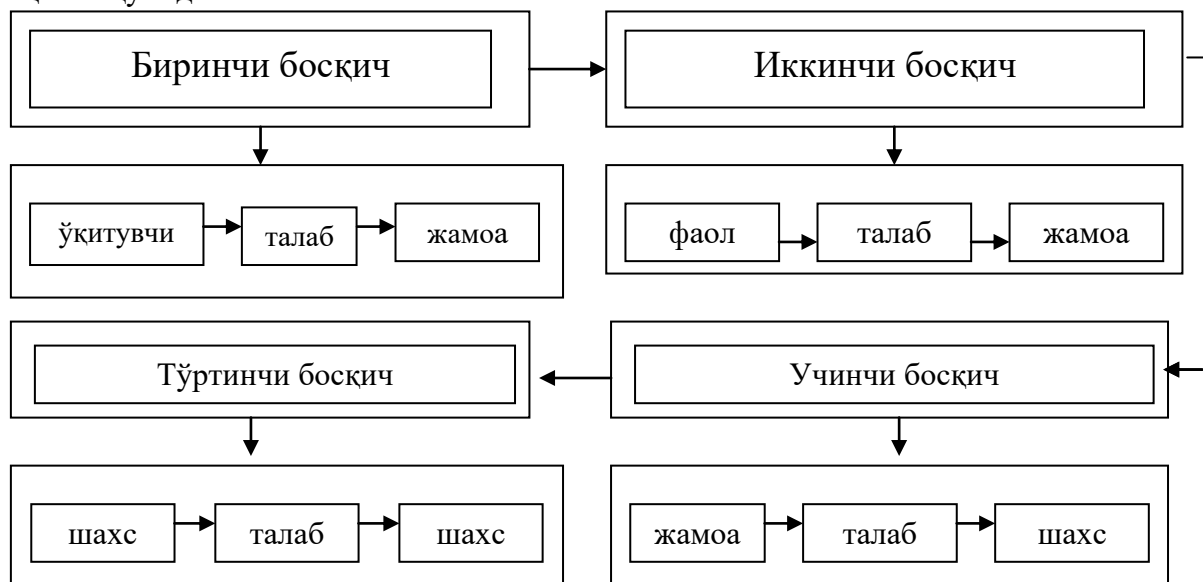 Биринчи босқич
Иккинчи босқич
ўқитувчи талаб жамоа
фаол талаб жамоа
Тўртинчи босқич
Учинчи босқич
шахс талаб шахс
жамоа талаб шахс